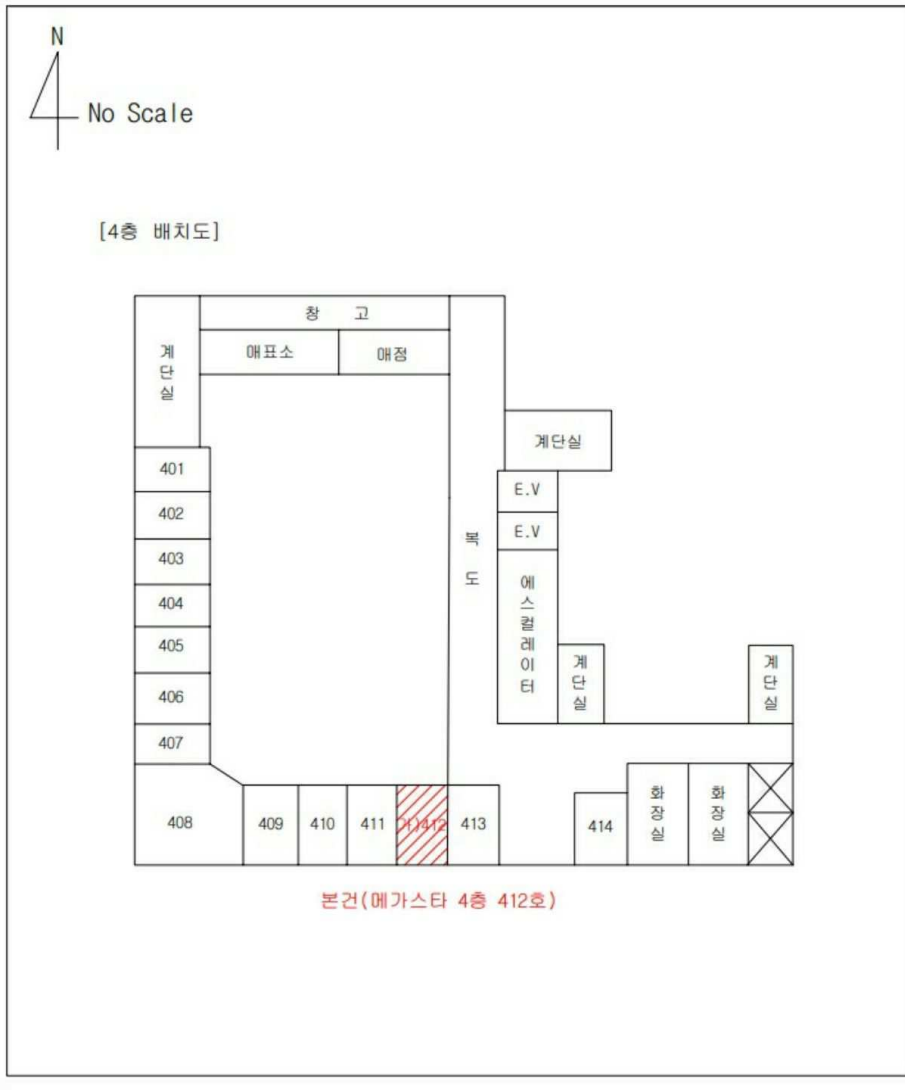 N
No Scale
[4층 배치도]
창 고
계단실
매표소
매점
계단실
401
E.V
402
E.V
복도
403
에스컬레이터
404
405
계단실
계단실
406
407
408
409
410
411
가)412
413
414
화장실
화장실
본건(메가스타 4층 412호)